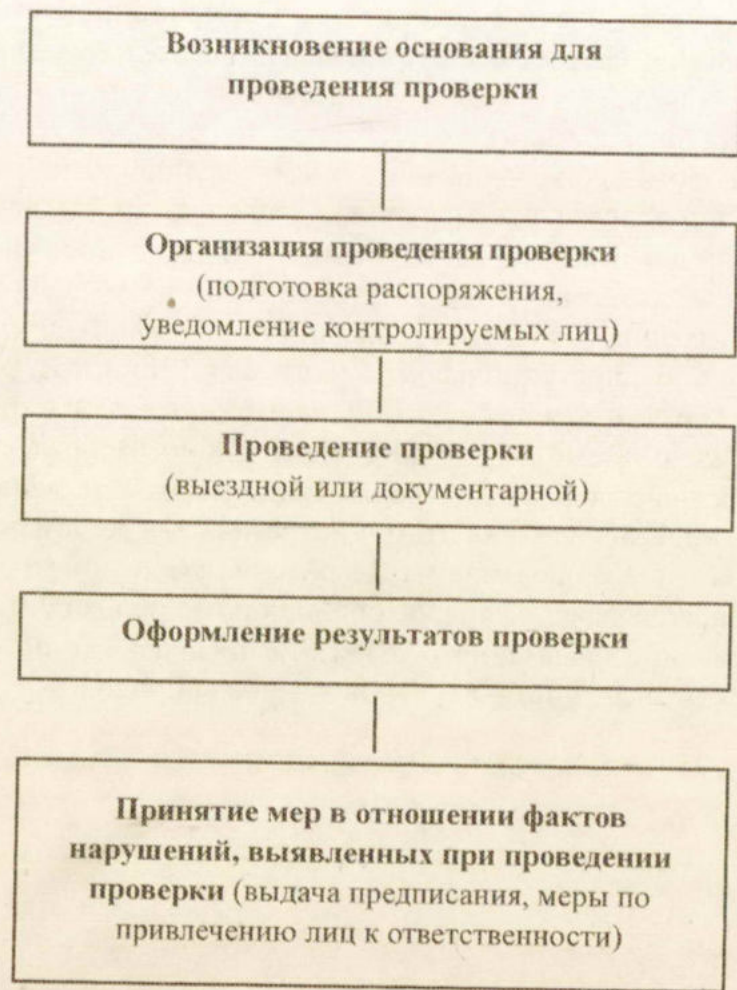 Возникновение основания для
проведения проверки
Организация проведения проверки
(подготовка распоряжения,
уведомление контролируемых лиц)
Проведение проверки
(выездной или документарной)
Оформление результатов проверки
Принятие мер в отношении фактов
нарушений, выявленных при проведении
проверки (выдача предписания, меры по
привлечению лиц к ответственности)